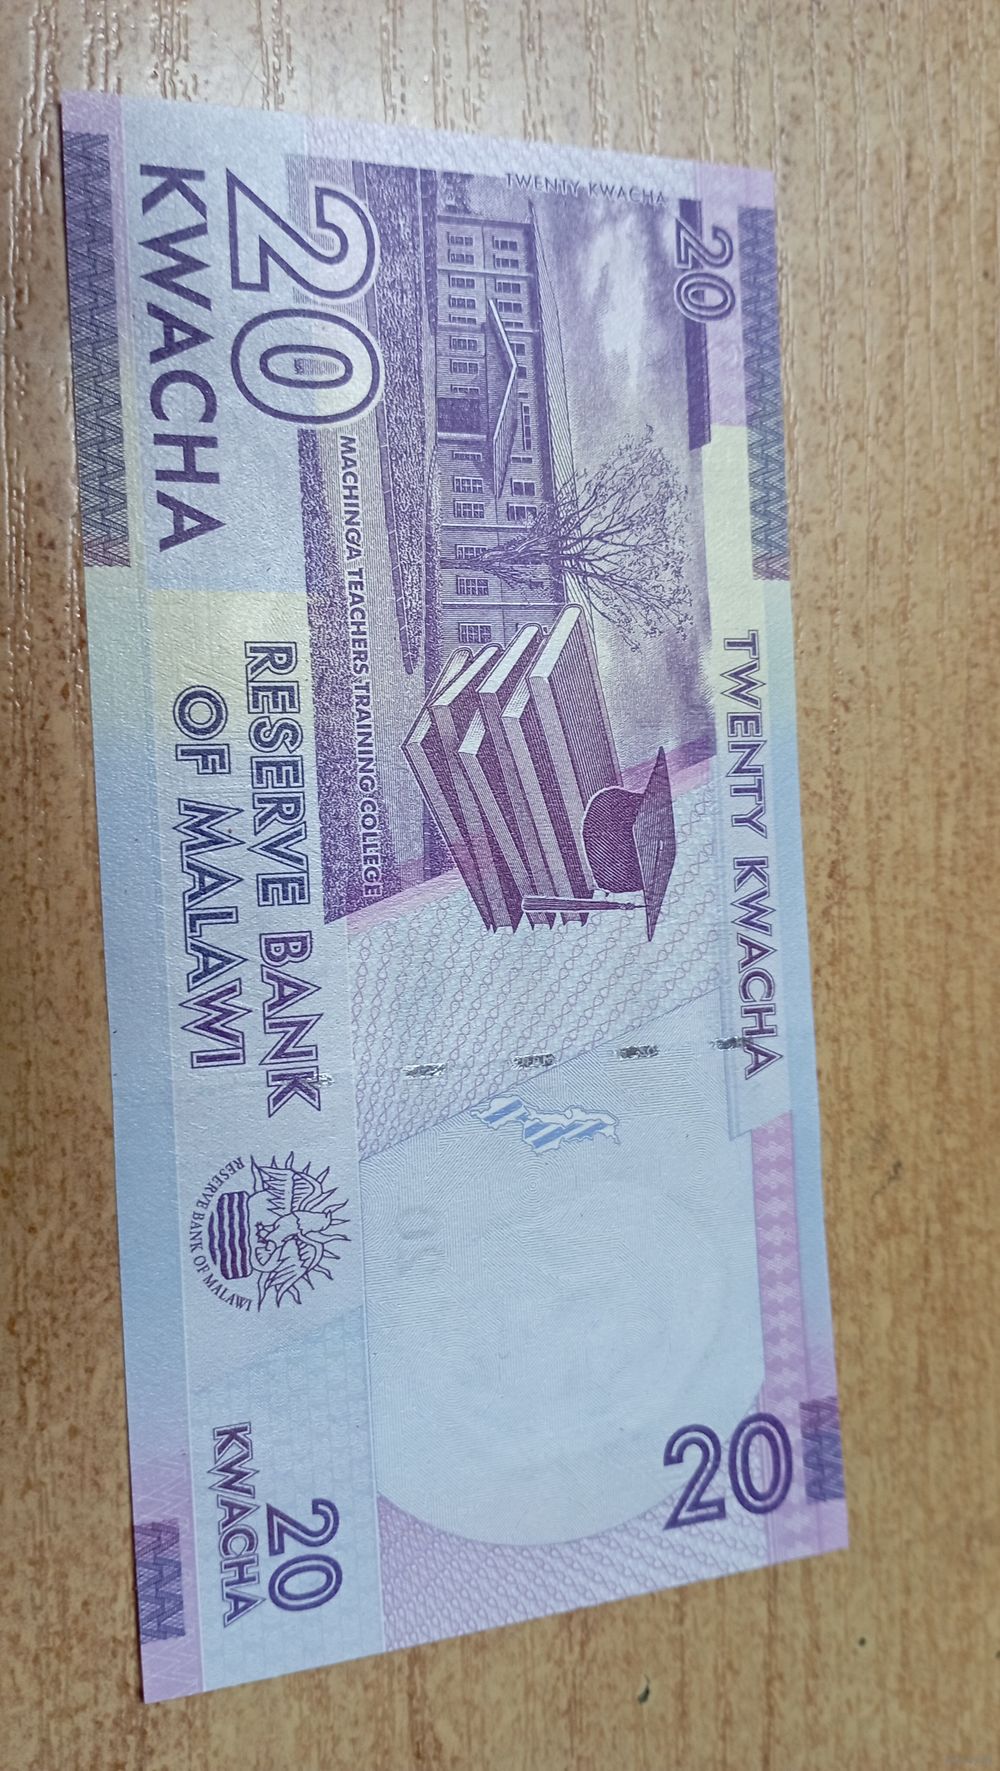 TWENTY KWACHA
20
TWENTY KWACHA
20
MACHINGA TEACHERS TRAINING COLLEGE
20
KWACHA
RESERVE BANK
OF MALAWI
RESERVE BANK OF MALAWI
20
KWACHA